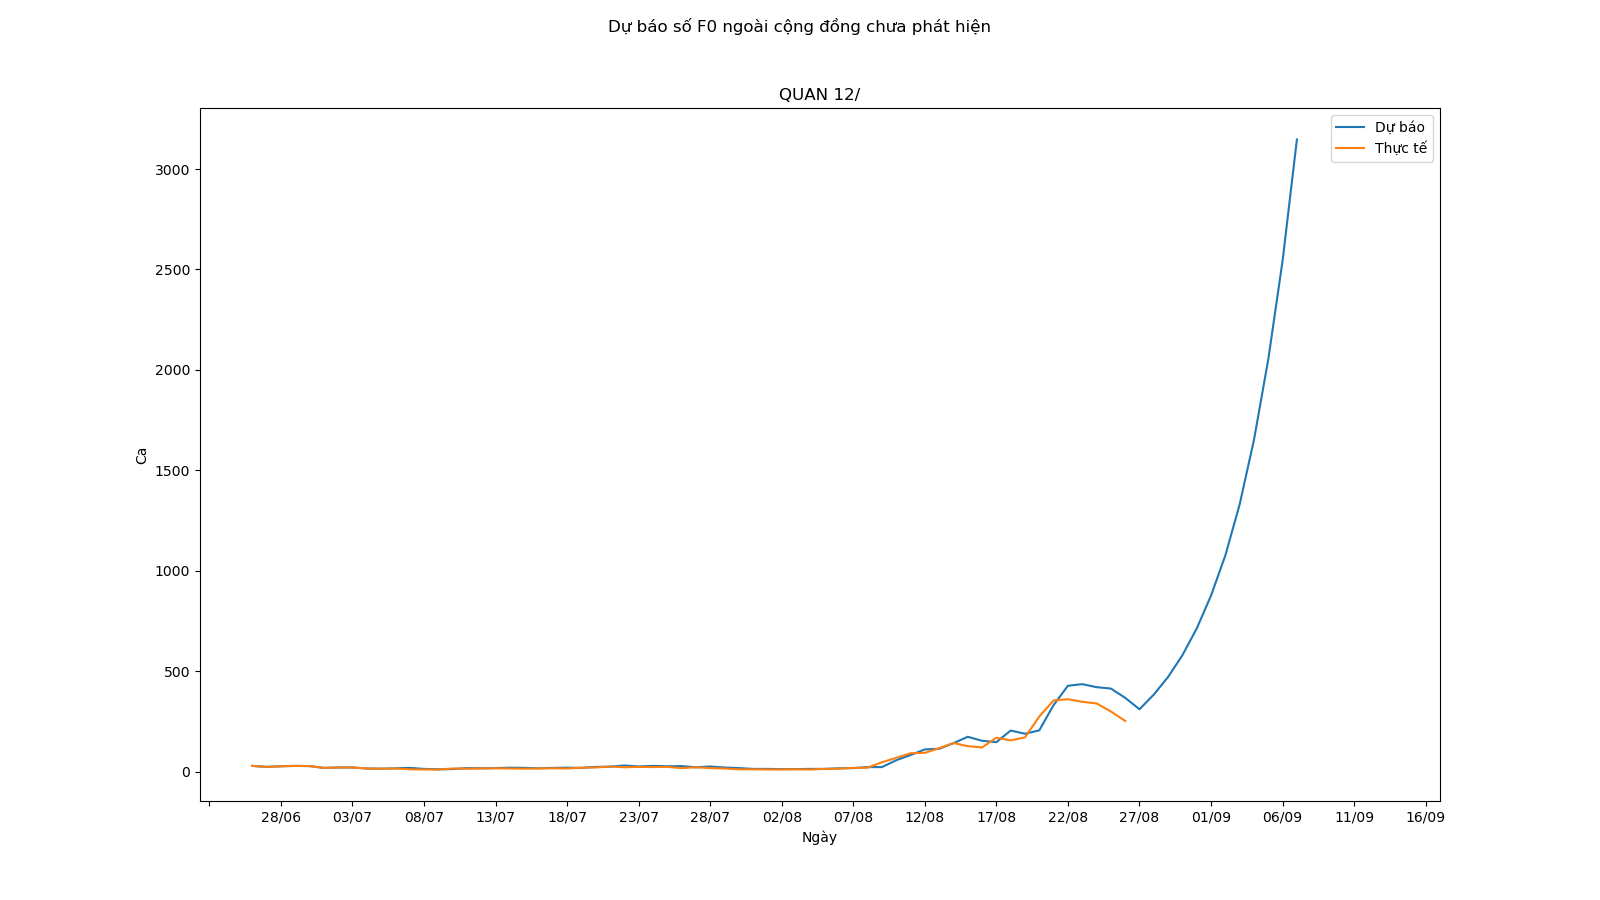 Dự báo số F0 ngoài cộng đồng chưa phát hiện
QUAN 12/
Dự báo
Thực tế
3000
2500
2000
1500
1000
500
0
Ca
28/06 03/07 08/07 13/07 18/07 23/07 28/07 02/08 07/08 12/08 17/08 22/08 27/08 01/09 06/09 11/09 16/09
Ngày